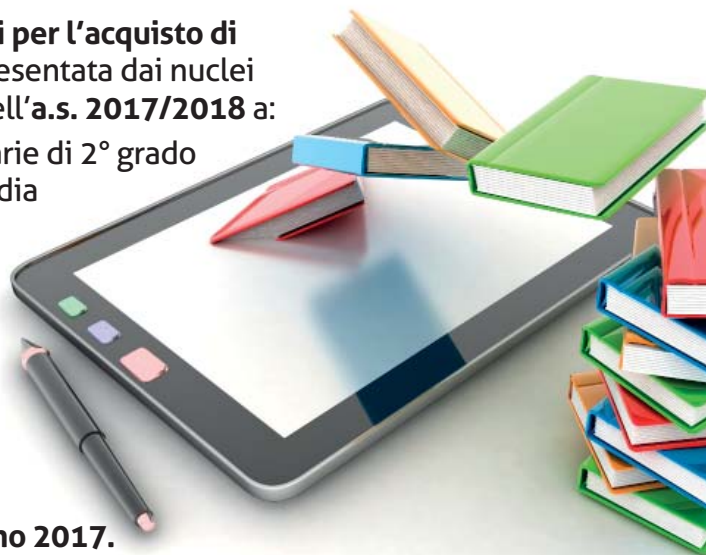 i per l’acquisto di
esentata dai nuclei
ell’a.s. 2017/2018 a:
arie di 2° grado
dia
no 2017.